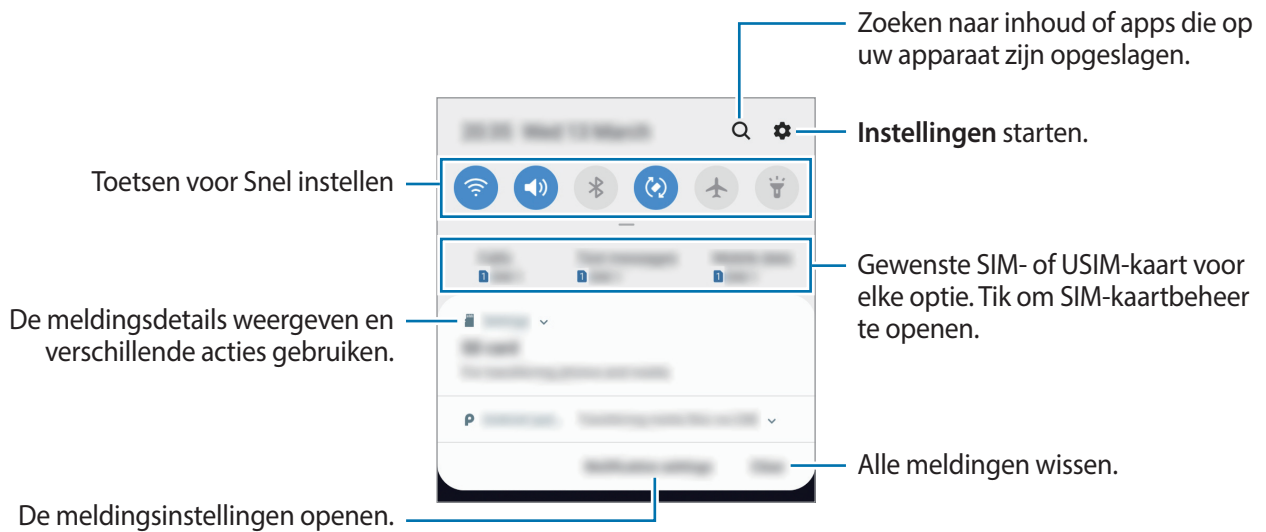 Zoeken naar inhoud of apps die op
uw apparaat zijn opgeslagen.
Instellingen starten.
Toetsen voor Snel instellen
Gewenste SIM- of USIM-kaart voor
elke optie. Tik om SIM-kaartbeheer
te openen.
De meldingsdetails weergeven en
verschillende acties gebruiken.
Alle meldingen wissen.
De meldingsinstellingen openen.